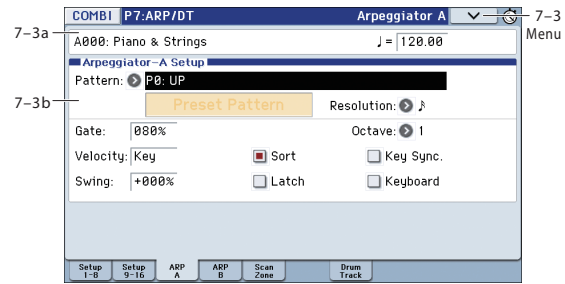 COMBI P7:ARP/DT Arpeggiator A
7–3 Menu
7–3a
A000: Piano & Strings ♩= 120.00
Arpeggiator-A Setup
Pattern: P0: UP
7–3b
Preset Pattern Resolution: ♪
Gate: 080% Octave: 1
Velocity: Key Sort Key Sync.
Swing: +000% Latch Keyboard
Setup 1-8 Setup 9-16 ARP A ARP B Scan Zone Drum Track